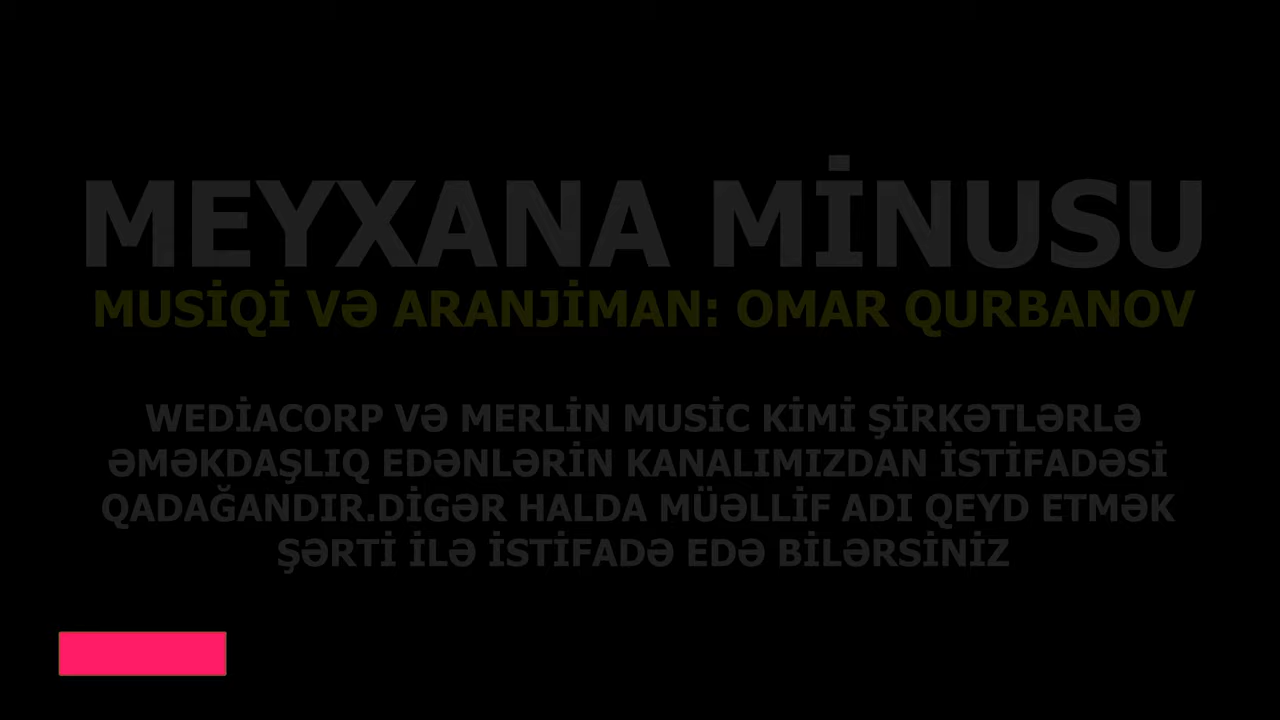 MEYXANA MİNUSU
MUSİQİ VƏ ARANJİMAN: OMAR QURBANOV
WEDİACORP VƏ MERLİN MUSİC KİMİ ŞİRKƏTLƏRLƏ
ƏMƏKDAŞLIQ EDƏNLƏRİN KANALIMIZDAN İSTİFADƏSİ
QADAĞANDIR.DİGƏR HALDA MÜƏLLİF ADI QEYD ETMƏK
ŞƏRTİ İLƏ İSTİFADƏ EDƏ BİLƏRSİNİZ